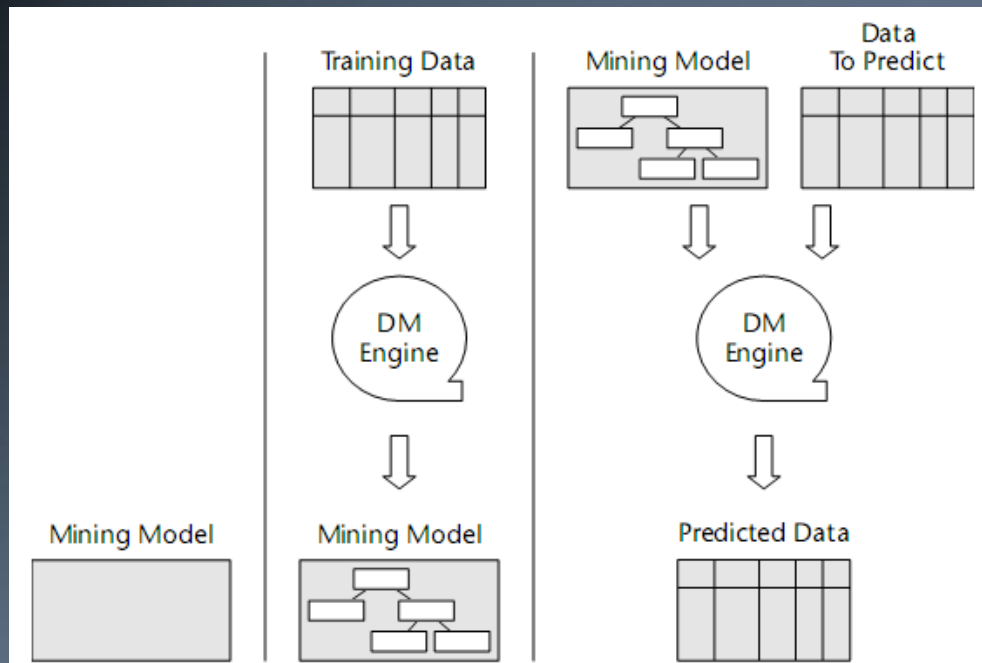 Mining Model
Training Data
DM
Engine
Mining Model
Mining Model
Data
To Predict
DM
Engine
Predicted Data